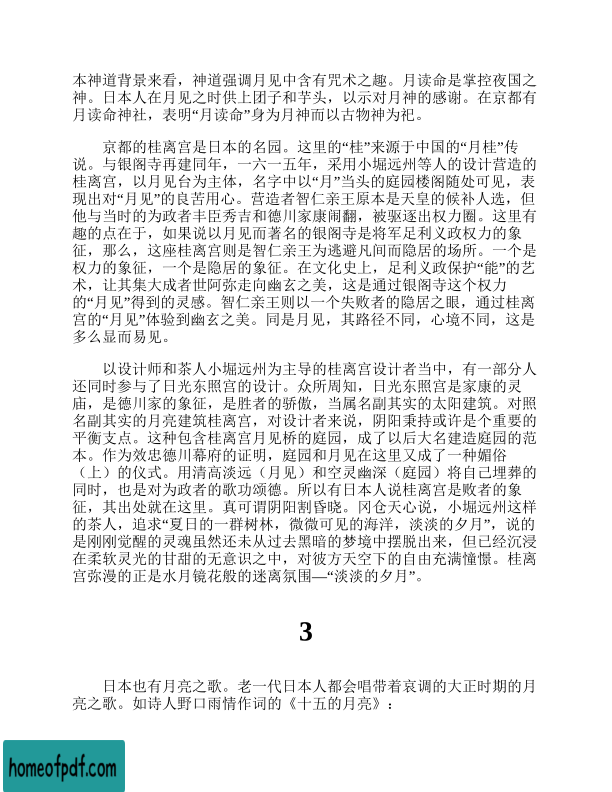 本神道背景来看，神道强调月见中含有咒术之趣。月读命是掌控夜国之
神。日本人在月见之时供上团子和芋头，以示对月神的感谢。在京都有
月读命神社，表明“月读命”身为月神而以古物神为祀。
京都的桂离宫是日本的名园。这里的“桂”来源于中国的“月桂”传
说。与银阁寺再建同年，一六一五年，采用小堀远州等人的设计营造的
桂离宫，以月见台为主体，名字中以“月”当头的庭园楼阁随处可见，表
现出对“月见”的良苦用心。营造者智仁亲王原本是天皇的候补人选，但
他与当时的为政者丰臣秀吉和德川家康闹翻，被驱逐出权力圈。这里有
趣的点在于，如果说以月见而著名的银阁寺是将军足利义政权力的象
征，那么，这座桂离宫则是智仁亲王为逃避凡间而隐居的场所。一个是
权力的象征，一个是隐居的象征。在文化史上，足利义政保护“能”的艺
术，让其集大成者世阿弥走向幽玄之美，这是通过银阁寺这个权力
的“月见”得到的灵感。智仁亲王则以一个失败者的隐居之眼，通过桂离
宫的“月见”体验到幽玄之美。同是月见，其路径不同，心境不同，这是
多么显而易见。
以设计师和茶人小堀远州为主导的桂离宫设计者当中，有一部分人
还同时参与了日光东照宫的设计。众所周知，日光东照宫是家康的灵
庙，是德川家的象征，是胜者的骄傲，当属名副其实的太阳建筑。对照
名副其实的月亮建筑桂离宫，对设计者来说，阴阳秉持或许是个重要的
平衡支点。这种包含桂离宫月见桥的庭园，成了以后大名建造庭园的范
本。作为效忠德川幕府的证明，庭园和月见在这里又成了一种媚俗
（上）的仪式。用清高淡远（月见）和空灵幽深（庭园）将自己埋葬的
同时，也是对为政者的歌功颂德。所以有日本人说桂离宫是败者的象
征，其出处就在这里。真可谓阴阳割昏晓。冈仓天心说，小堀远州这样
的茶人，追求“夏日的一群树林，微微可见的海洋，淡淡的夕月”，说的
是刚刚觉醒的灵魂虽然还未从过去黑暗的梦境中摆脱出来，但已经沉浸
在柔软灵光的甘甜的无意识之中，对彼方天空下的自由充满憧憬。桂离
宫弥漫的正是水月镜花般的迷离氛围—“淡淡的夕月”。
3
日本也有月亮之歌。老一代日本人都会唱带着哀调的大正时期的月
亮之歌。如诗人野口雨情作词的《十五的月亮》：
homeofpdf.com